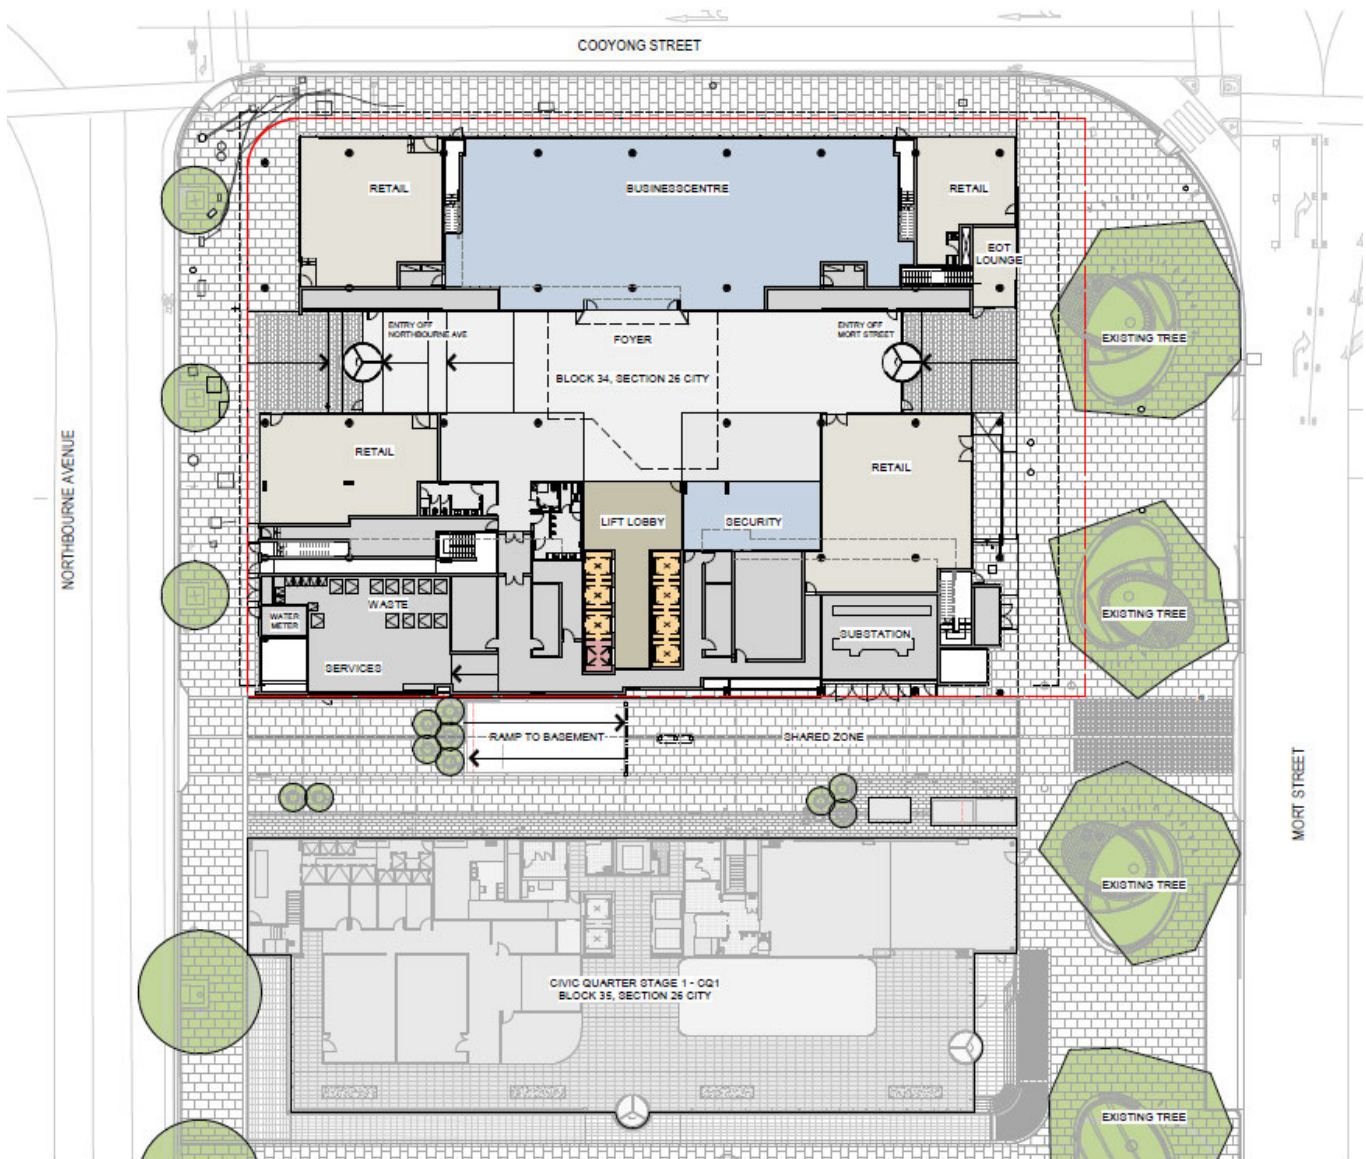 COOYONG STREET
RETAIL
BUSINESSCENTRE
RETAIL
EOT
LOUNGE
ENTRY OFF
NORTHBOURNE AVE
FOYER
ENTRY OFF
MORT STREET
EXISTING TREE
BLOCK 34, SECTION 26 CITY
NORTHBOURNE AVENUE
RETAIL
RETAIL
LIFT LOBBY
SECURITY
WASTE
WATER
METER
SUBSTATION
EXISTING TREE
SERVICES
RAMP TO BASEMENT
SHARED ZONE
MORT STREET
EXISTING TREE
CIVIC QUARTER STAGE 1 - CQ1
BLOCK 35, SECTION 26 CITY
EXISTING TREE